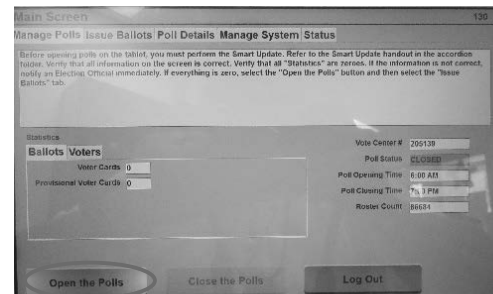 Main Screen 130
Manage Polls Issue Ballots Poll Details Manage System Status
Before opening polls on the tablet, you must perform the Smart Update. Refer to the Smart Update handout in the accordion
folder. Verify that all information on the screen is correct. Verify that all "Statistics" are zeroes. If the information is not correct,
notify an Election Official immediately. If everything is zero, select the "Open the Polls" button and then select the "Issue
Ballots" tab.
Statistics
Ballots Voters
Voter Cards 0
Provisional Voter Cards 0
Vote Center # 205130
Poll Status CLOSED
Poll Opening Time 6:00 AM
Poll Closing Time PM
Roster Count 86684
Open the Polls Close the Polls Log Out